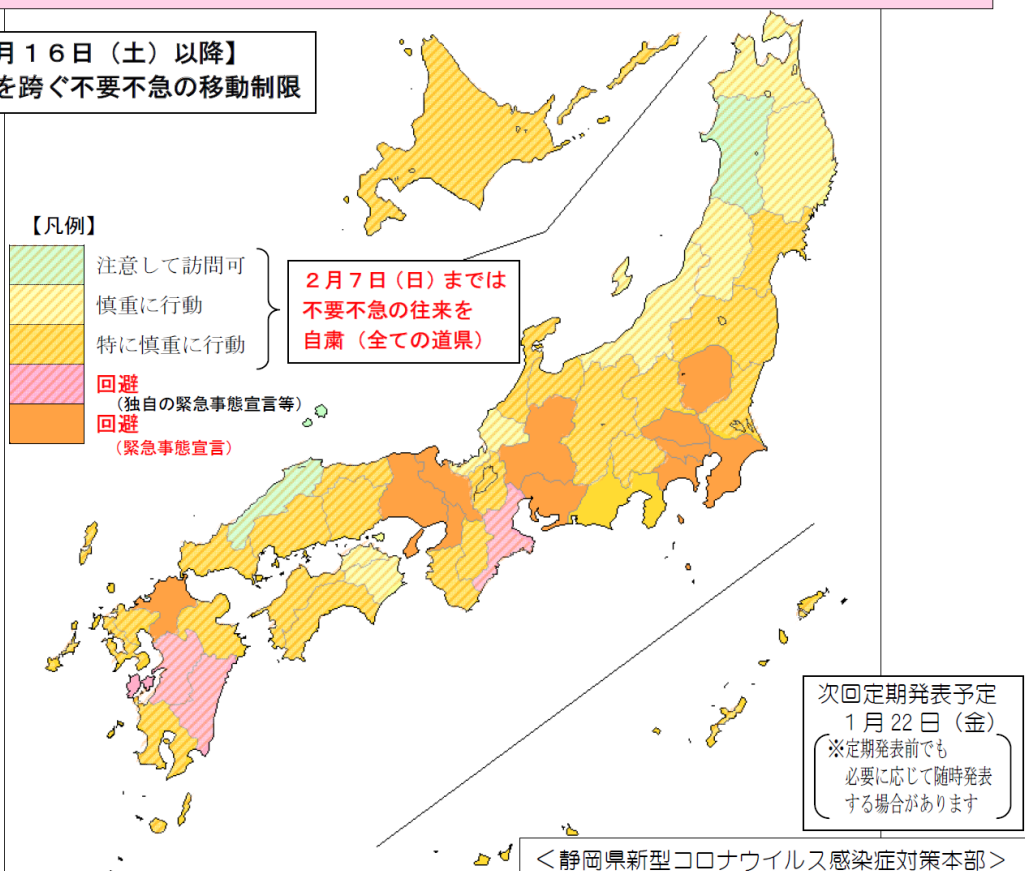 月１６日（土）以降】
を跨ぐ不要不急の移動制限
【凡例】
注意して訪問可
慎重に行動
特に慎重に行動
回避
（独自の緊急事態宣言等）
回避
（緊急事態宣言）
２月７日（日）までは
不要不急の往来を
自粛（全ての道県）
次回定期発表予定
１月22日（金）
※定期発表前でも
必要に応じて随時発表
する場合があります
＜静岡県新型コロナウイルス感染症対策本部＞